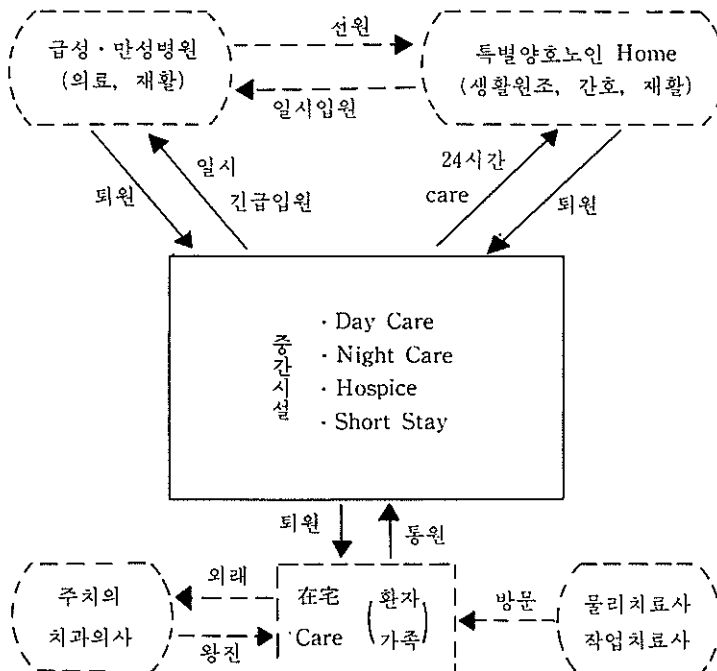 선원
급성·만성병원
(의료, 재활)
특별양호노인 Home
(생활원조, 간호, 재활)
일시입원
퇴원
일시
긴급입원
24시간
care
퇴원
중간시설
· Day Care
· Night Care
· Hospice
· Short Stay
퇴원
통원
주치의
치과의사
외래
왕진
在宅
Care
(환자
가족)
방문
물리치료사
작업치료사